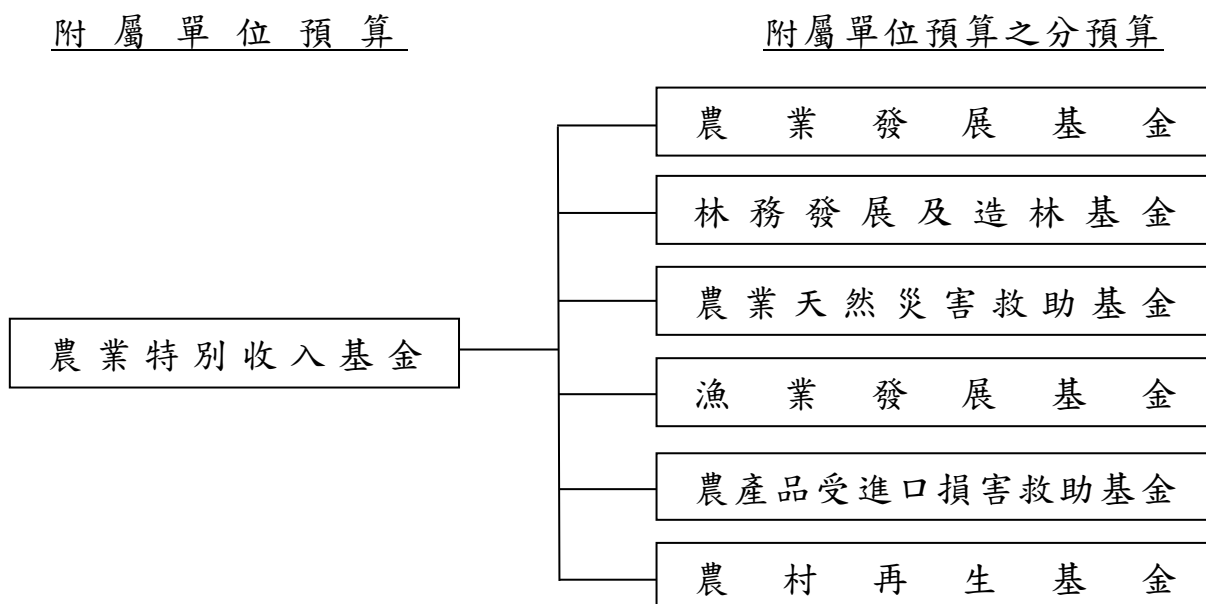 附屬單位預算
附屬單位預算之分預算
農業特別收入基金
農業發展基金
林務發展及造林基金
農業天然災害救助基金
漁業發展基金
農產品受進口損害救助基金
農村再生基金